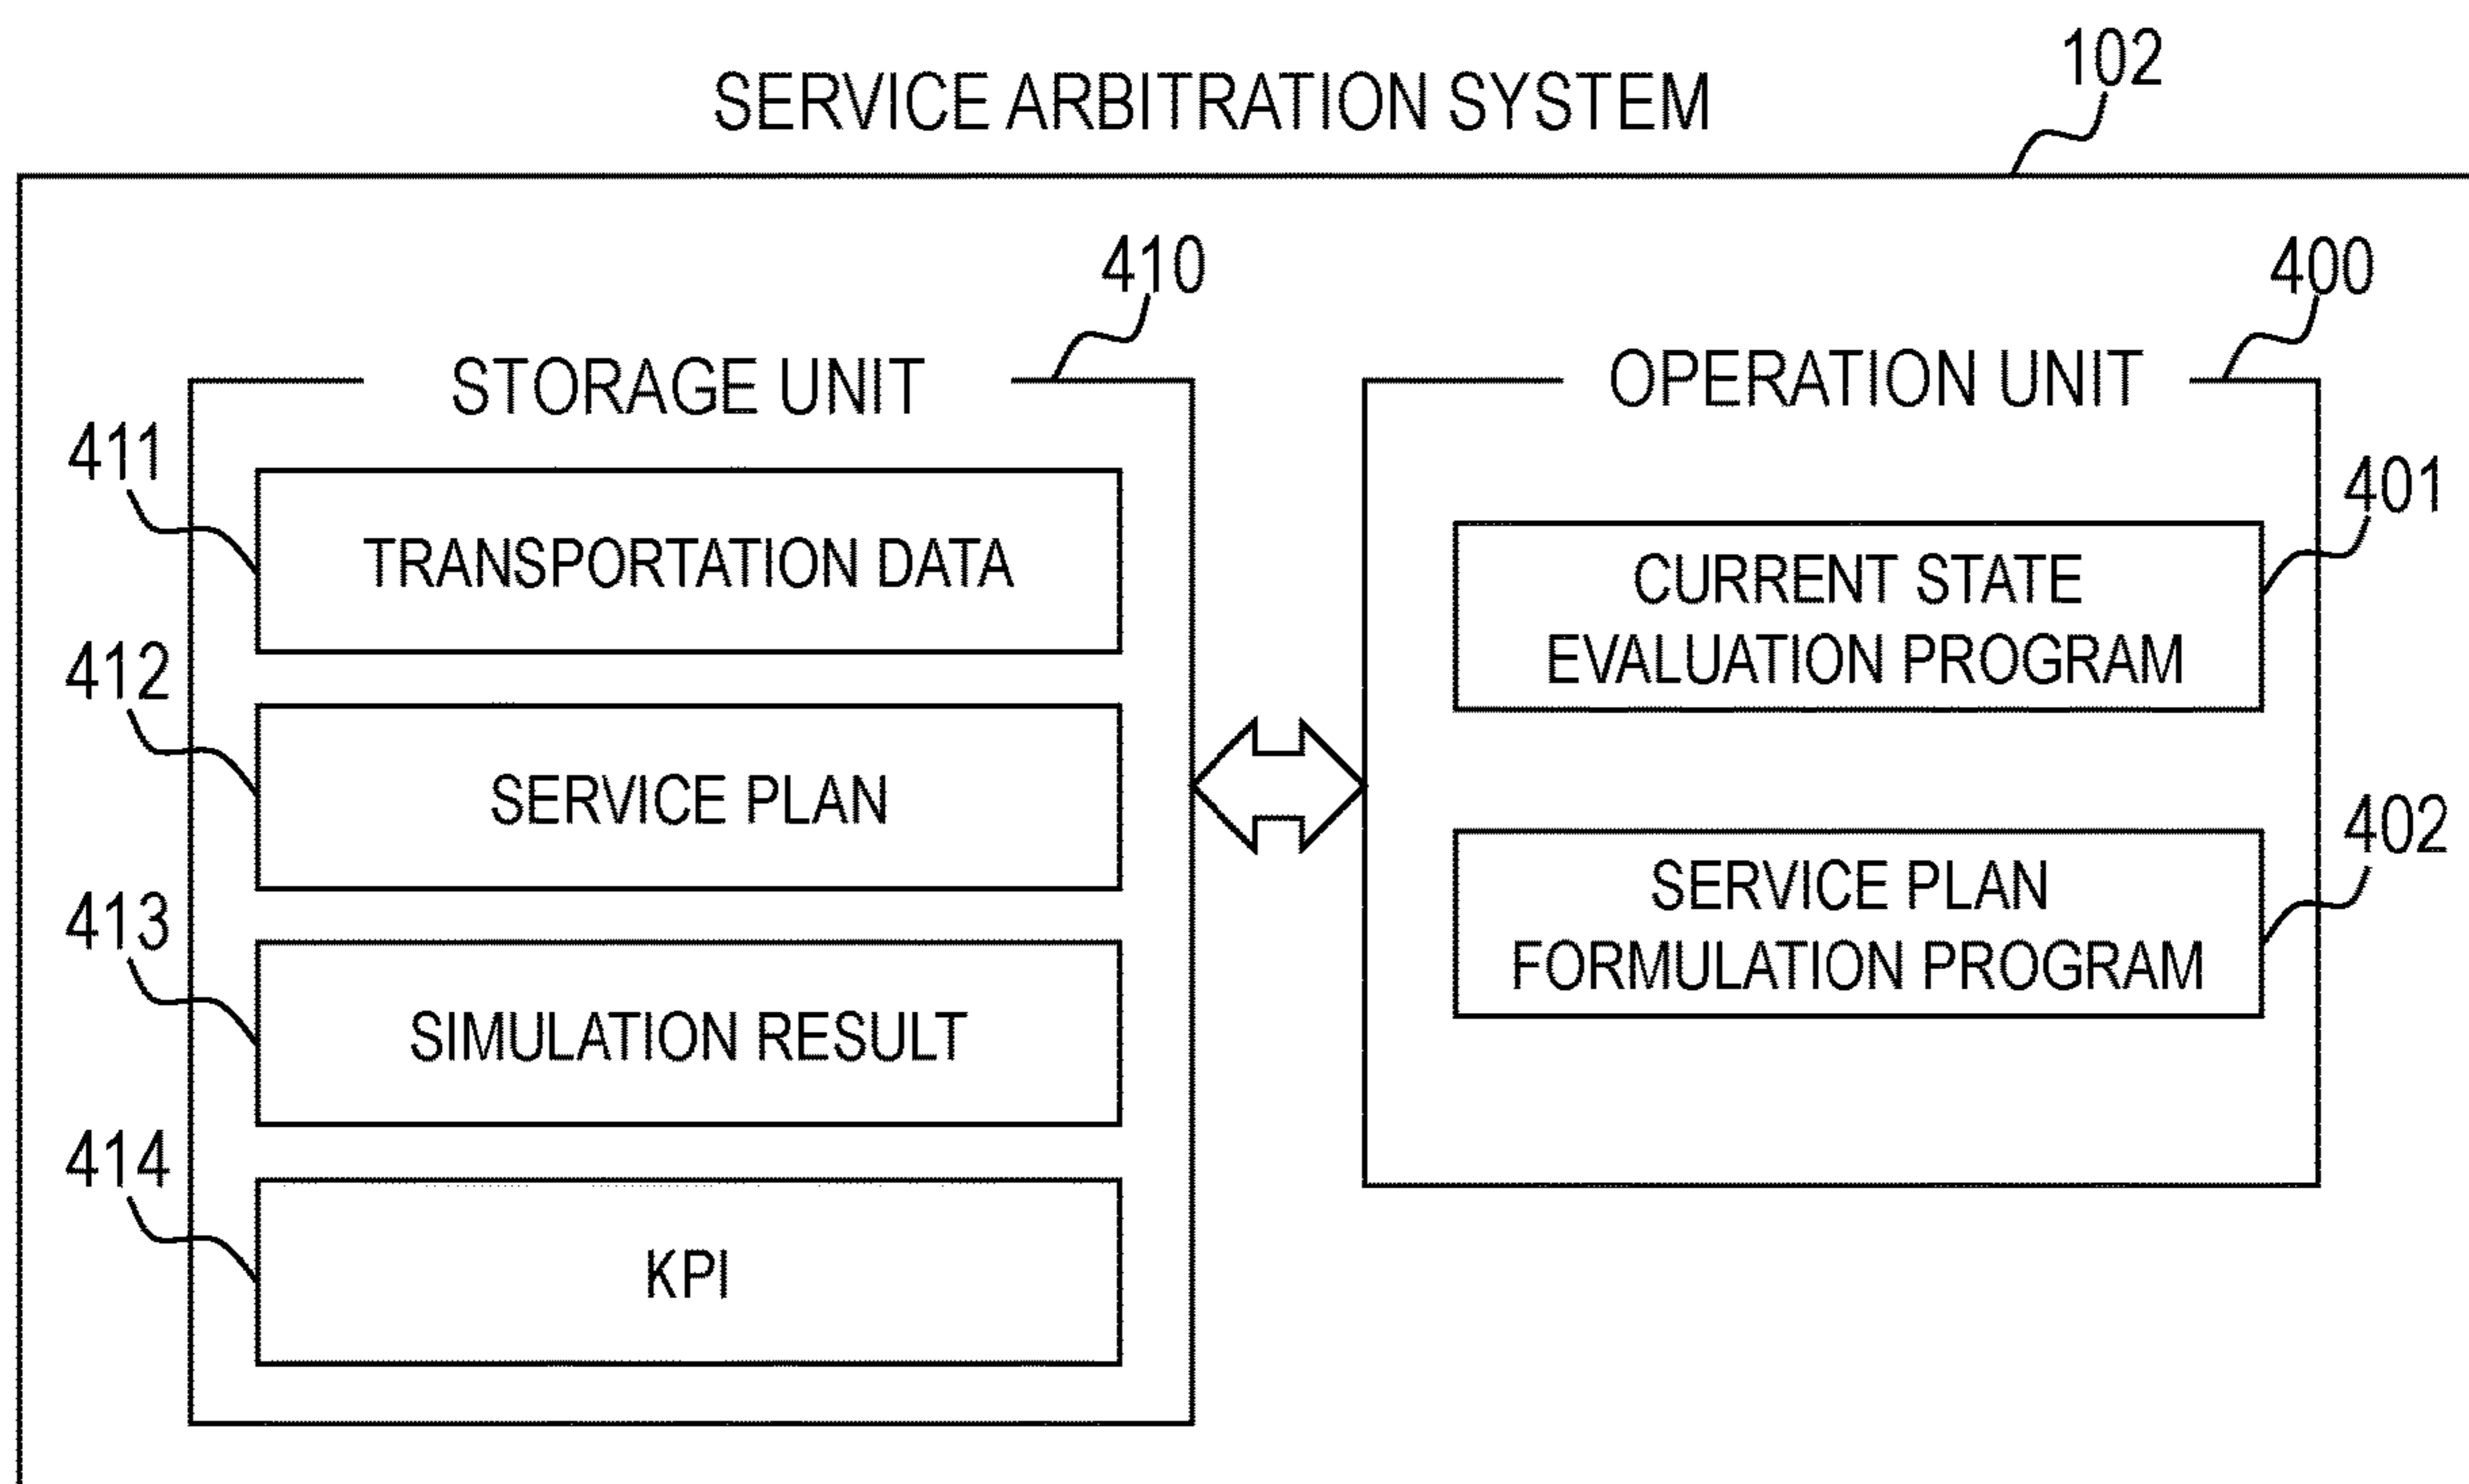 102
SERVICE ARBITRATION SYSTEM
410
400
STORAGE UNIT
OPERATION UNIT
411
TRANSPORTATION DATA
412
SERVICE PLAN
413
SIMULATION RESULT
414
KPI
401
CURRENT STATE
EVALUATION PROGRAM
402
SERVICE PLAN
FORMULATION PROGRAM